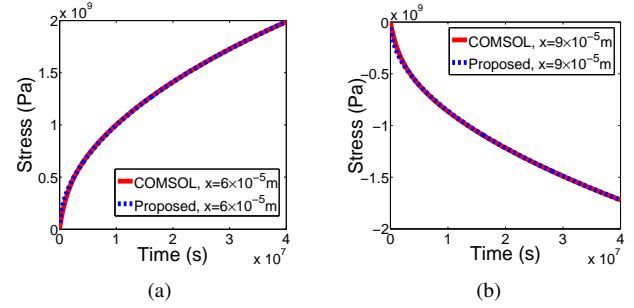 x 10^9
2
1.5
1
0.5
0
Stress (Pa)
COMSOL, x=6×10^-5m
Proposed, x=6×10^-5m
0 1 2 3 4
Time (s)
x 10^7
(a)
x 10^9
0
−0.5
−1
−1.5
−2
Stress (Pa)
COMSOL, x=9×10^-5m
Proposed, x=9×10^-5m
0 1 2 3 4
Time (s)
x 10^7
(b)